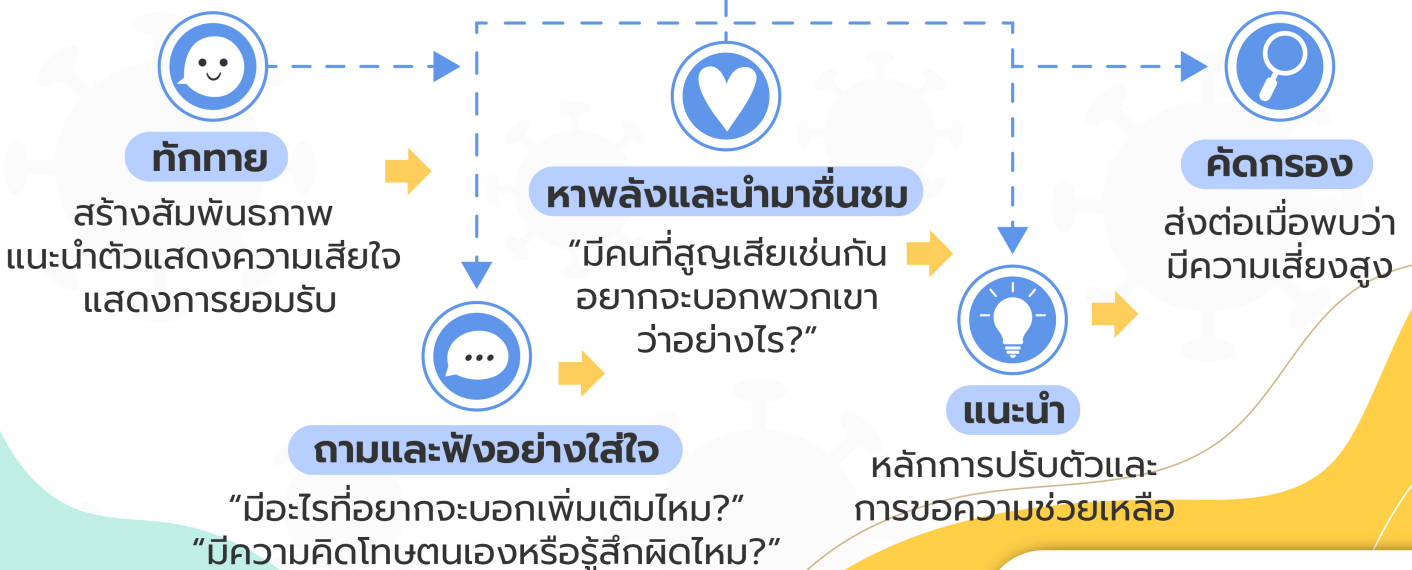 ทักทาย
สร้างสัมพันธภาพ
แนะนำตัวแสดงความเสียใจ
แสดงการยอมรับ
...
ถามและฟังอย่างใส่ใจ
“มีอะไรที่อยากจะบอกเพิ่มเติมไหม?”
“มีความคิดโทษตนเองหรือรู้สึกผิดไหม?”
หาพลังและนำมาชื่นชม
“มีคนที่สูญเสียเช่นกัน
อยากจะบอกพวกเขา
ว่าอย่างไร?”
แนะนำ
หลักการปรับตัวและ
การขอความช่วยเหลือ
คัดกรอง
ส่งต่อเมื่อพบว่า
มีความเสี่ยงสูง